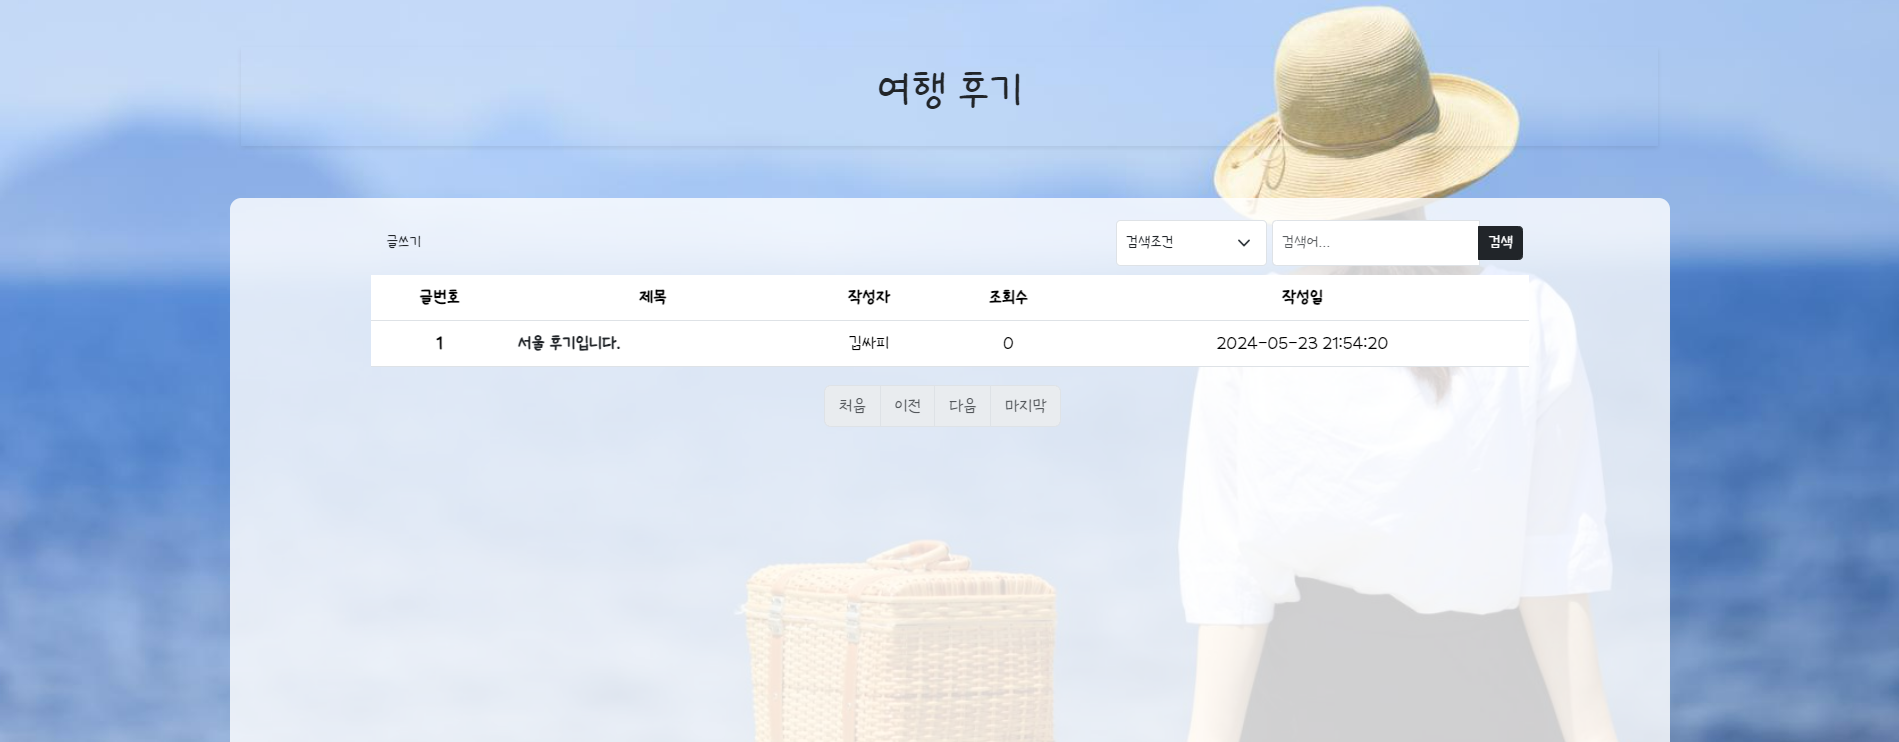 여행 후기
글쓰기 검색조건 검색어... 검색
글번호 제목 작성자 조회수 작성일
1 서울 후기입니다. 김싸피 0 2024-05-23 21:54:20
처음 이전 다음 마지막